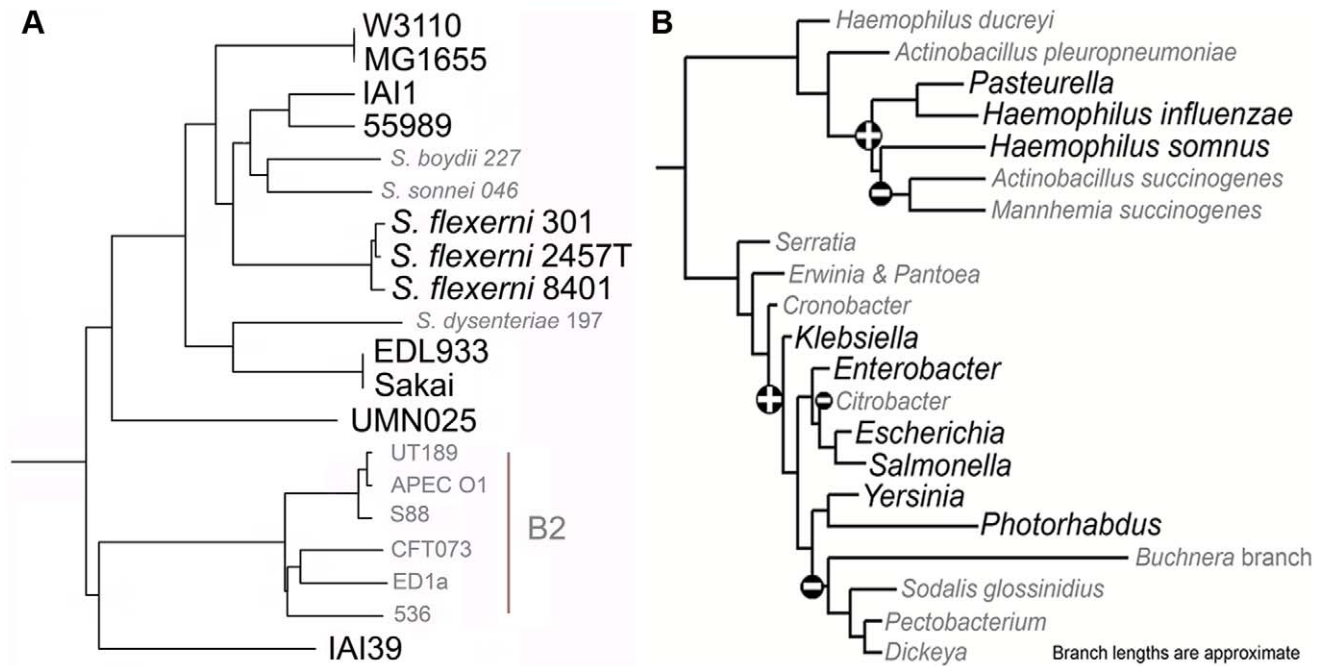 A
W3110
MG1655
IAI1
55989
S. boydii 227
S. sonnei 046
S. flexerni 301
S. flexerni 2457T
S. flexerni 8401
S. dysenteriae 197
EDL933
Sakai
UMN025
UT189
APEC O1
S88
CFT073
ED1a
536
B2
IAI39
B
Haemophilus ducreyi
Actinobacillus pleuropneumoniae
Pasteurella
Haemophilus influenzae
Haemophilus somnus
Actinobacillus succinogenes
Mannhemia succinogenes
Serratia
Erwinia & Pantoea
Cronobacter
Klebsiella
Enterobacter
Citrobacter
Escherichia
Salmonella
Yersinia
Photorhabdus
Buchnera branch
Sodalis glossinidius
Pectobacterium
Dickeya
Branch lengths are approximate